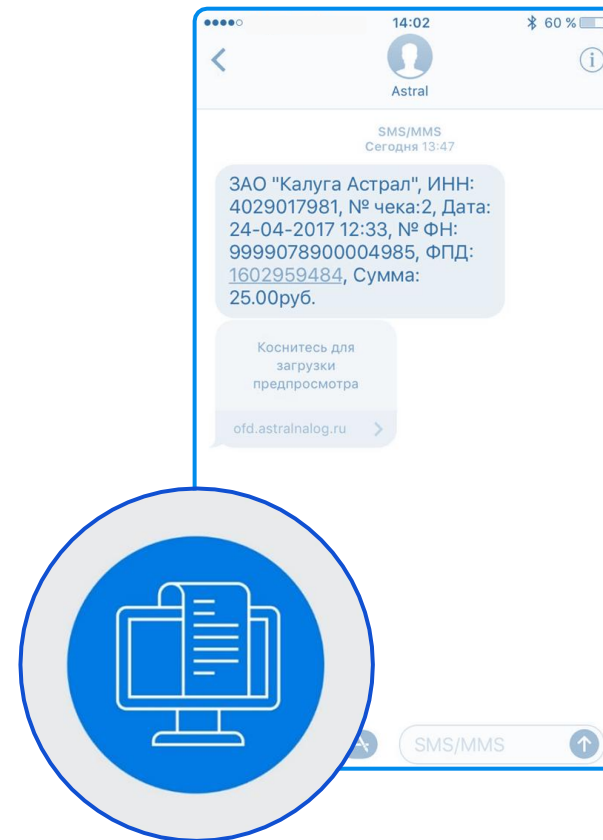 14:02
60 %
Astral
SMS/MMS
Сегодня 13:47
ЗАО "Калуга Астрал", ИНН:
4029017981, № чека:2, Дата:
24-04-2017 12:33, № ФН:
9999078900004985, ФПД:
1602959484, Сумма:
25.00руб.
Коснитесь для
загрузки
предпросмотра
ofd.astralnalog.ru
SMS/MMS